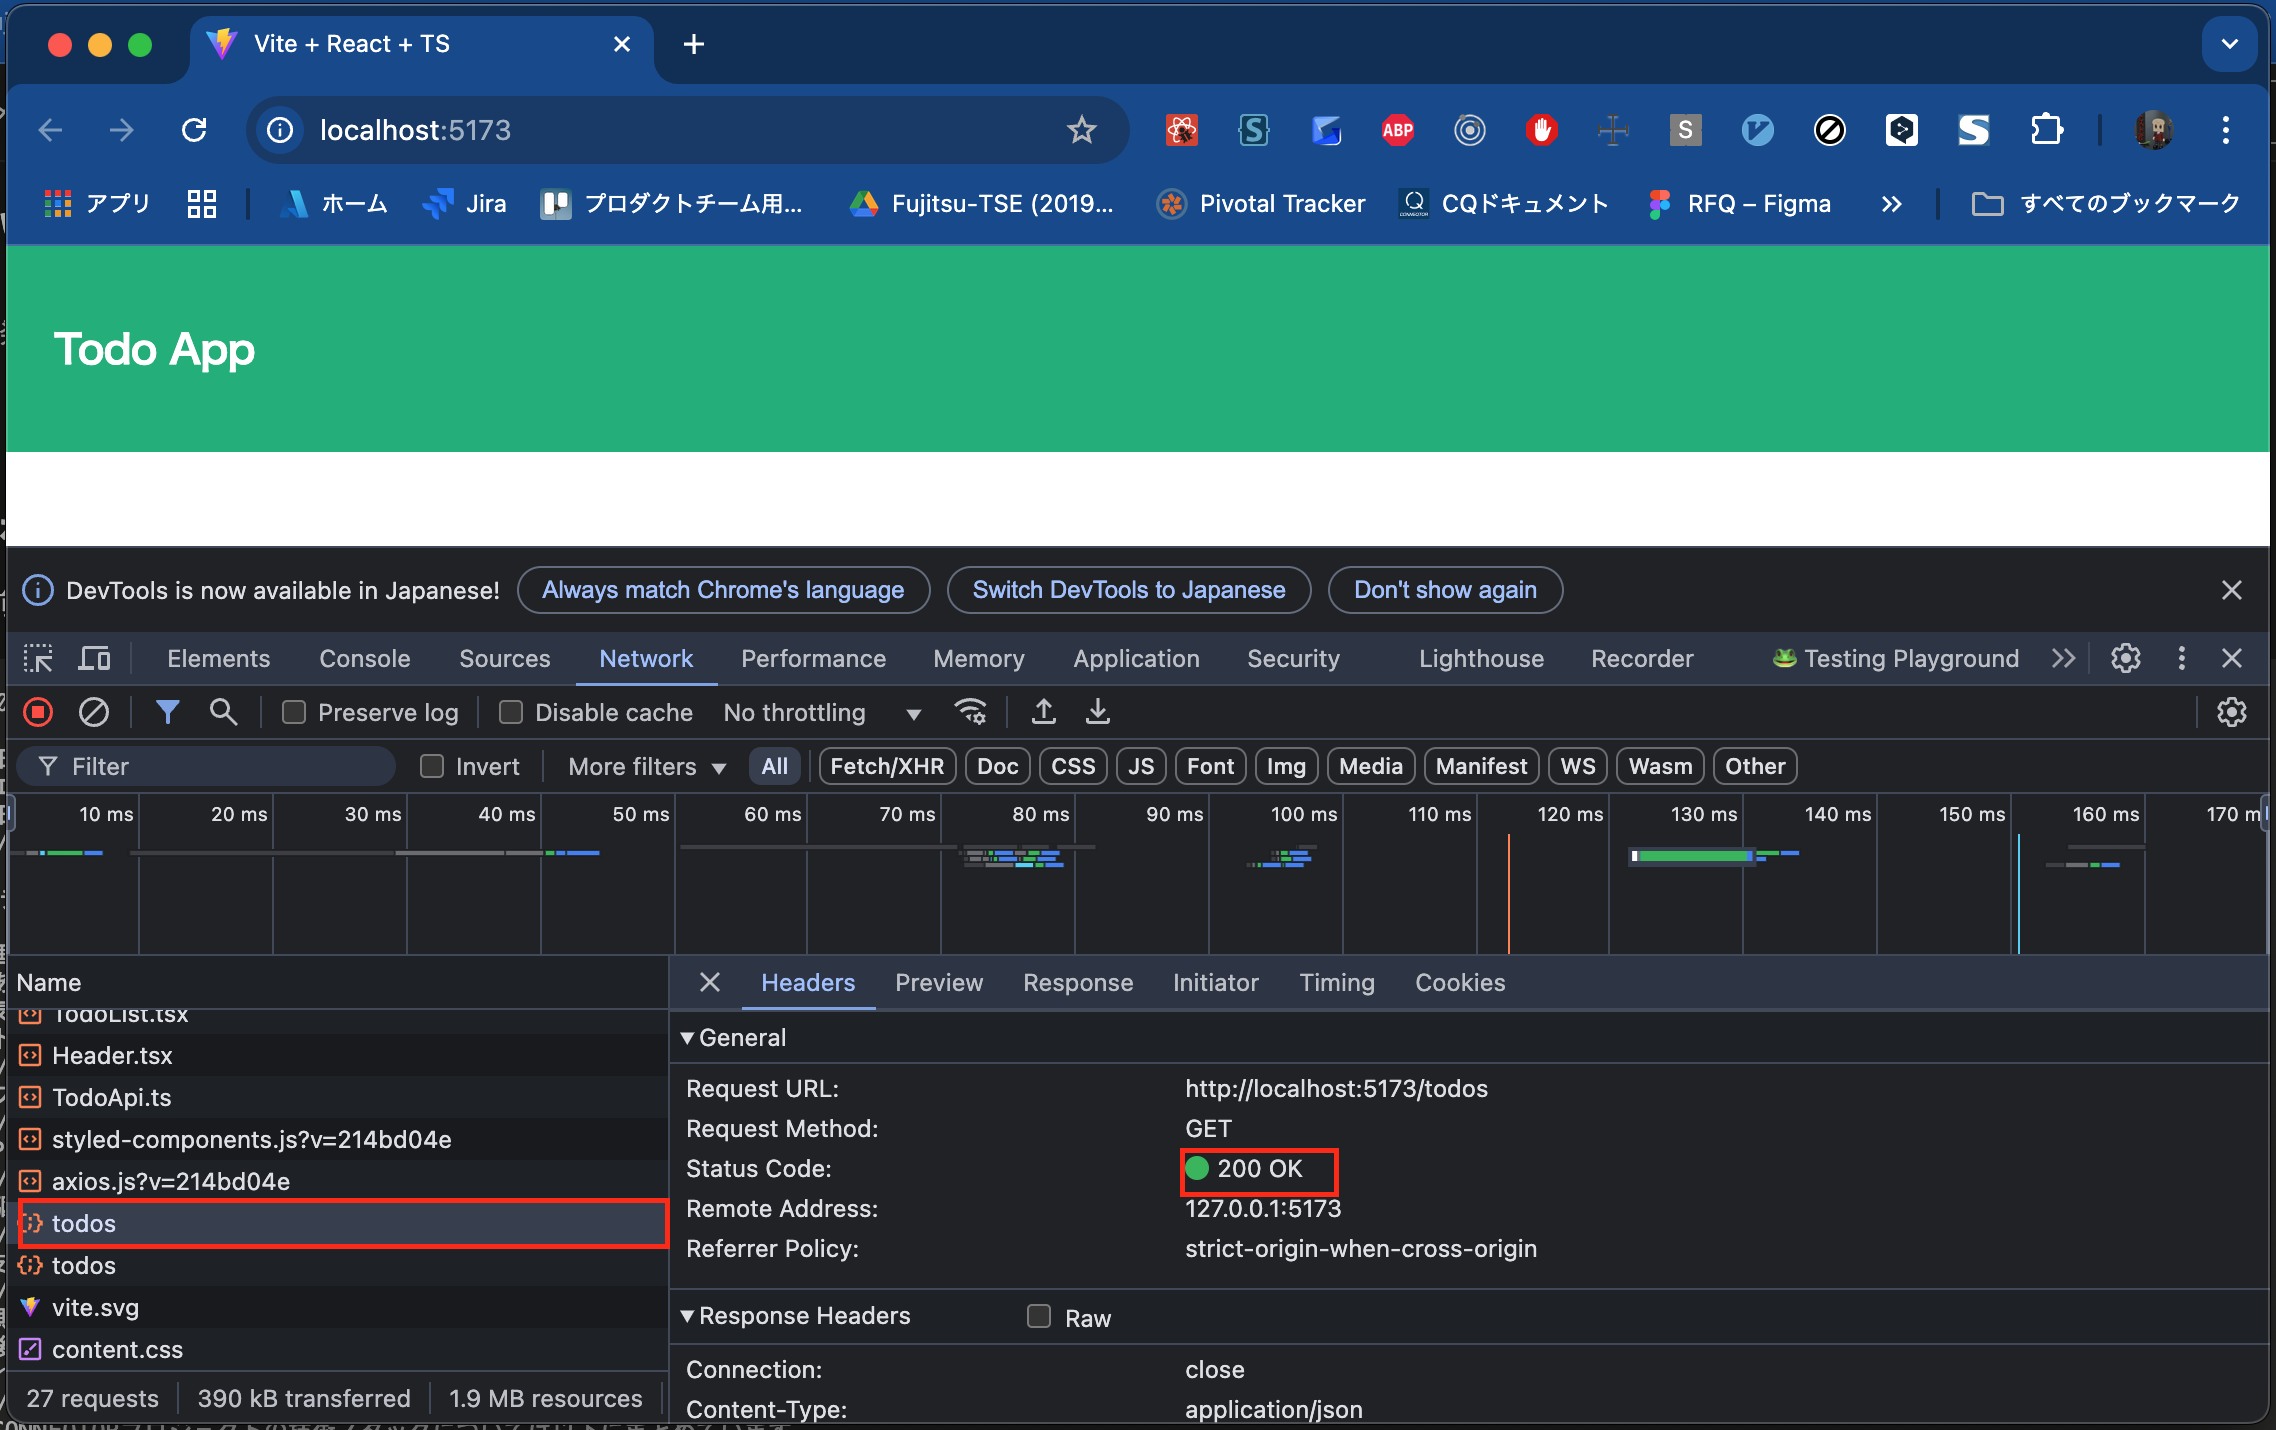 Vite + React + TS
localhost:5173
ABP
S
アプリ
ホーム
Jira
プロダクトチーム用...
Fujitsu-TSE (2019...
Pivotal Tracker
CQドキュメント
RFQ – Figma
すべてのブックマーク
Todo App
DevTools is now available in Japanese!
Always match Chrome's language
Switch DevTools to Japanese
Don't show again
Elements
Console
Sources
Network
Performance
Memory
Application
Security
Lighthouse
Recorder
Testing Playground
Preserve log
Disable cache
No throttling
Filter
Invert
More filters
All
Fetch/XHR
Doc
CSS
JS
Font
Img
Media
Manifest
WS
Wasm
Other
10 ms
20 ms
30 ms
40 ms
50 ms
60 ms
70 ms
80 ms
90 ms
100 ms
110 ms
120 ms
130 ms
140 ms
150 ms
160 ms
170 m
Name
TodoList.tsx
Header.tsx
TodoApi.ts
styled-components.js?v=214bd04e
axios.js?v=214bd04e
todos
todos
vite.svg
content.css
27 requests
390 kB transferred
1.9 MB resources
Headers
Preview
Response
Initiator
Timing
Cookies
General
Request URL: http://localhost:5173/todos
Request Method: GET
Status Code: 200 OK
Remote Address: 127.0.0.1:5173
Referrer Policy: strict-origin-when-cross-origin
Response Headers
Raw
Connection: close
Content-Type: application/json